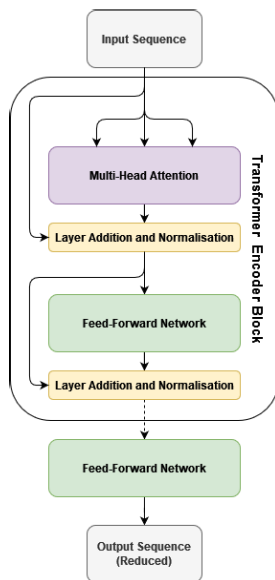 Input Sequence
Multi-Head Attention
Layer Addition and Normalisation
Feed-Forward Network
Layer Addition and Normalisation
Transformer Encoder Block
Feed-Forward Network
Output Sequence
(Reduced)